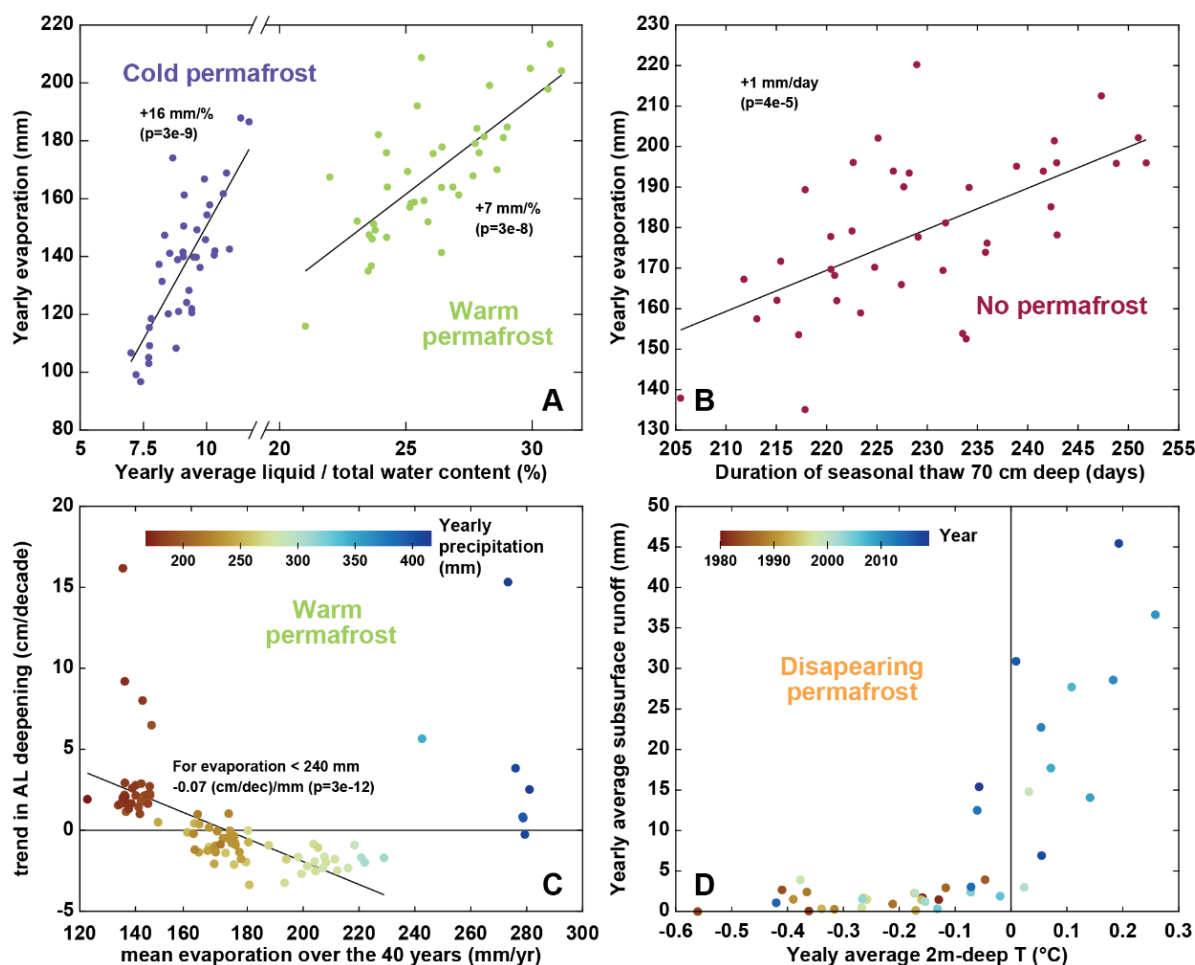 220
200
180
160
140
120
100
80
Yearly evaporation (mm)
Cold permafrost
+16 mm/%
(p=3e-9)
+7 mm/%
(p=3e-8)
Warm
permafrost
A
7.5
10
20
25
30
Yearly average liquid / total water content (%)
230
220
210
200
190
180
170
160
150
140
130
Yearly evaporation (mm)
+1 mm/day
(p=4e-5)
No permafrost
B
205
210
215
220
225
230
235
240
245
250
255
Duration of seasonal thaw 70 cm deep (days)
20
15
10
5
0
-5
trend in AL deepening (cm/decade)
Yearly
precipitation
(mm)
200
250
300
350
400
Warm
permafrost
For evaporation < 240 mm
-0.07 (cm/dec)/mm (p=3e-12)
C
120
140
160
180
200
220
240
260
280
300
mean evaporation over the 40 years (mm/yr)
50
45
40
35
30
25
20
15
10
5
0
Yearly average subsurface runoff (mm)
Year
1980
1990
2000
2010
Disapearing
permafrost
D
-0.6
-0.5
-0.4
-0.3
-0.2
-0.1
0
0.1
0.2
0.3
Yealy average 2m-deep T (°C)